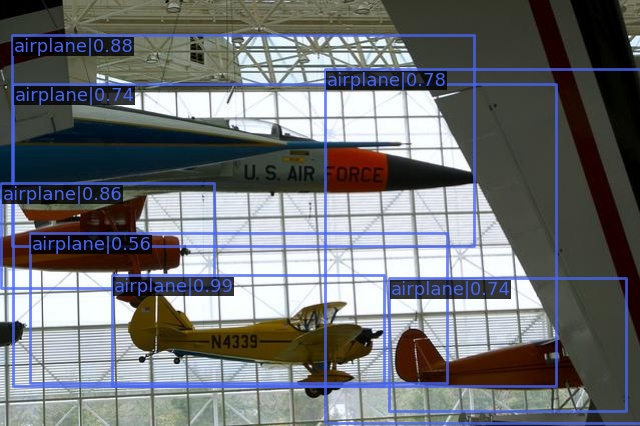 airplane|0.88
airplane|0.78
airplane|0.74
U. S. AIR FORCE
airplane|0.86
airplane|0.56
airplane|0.99
airplane|0.74
N4339